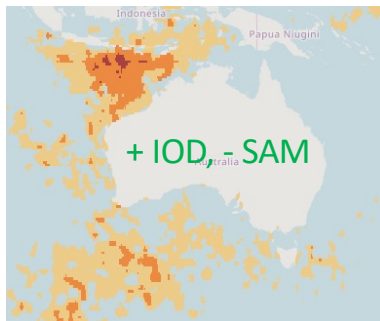 Indonesia
Papua Niugini
+ IOD, - SAM
Australia